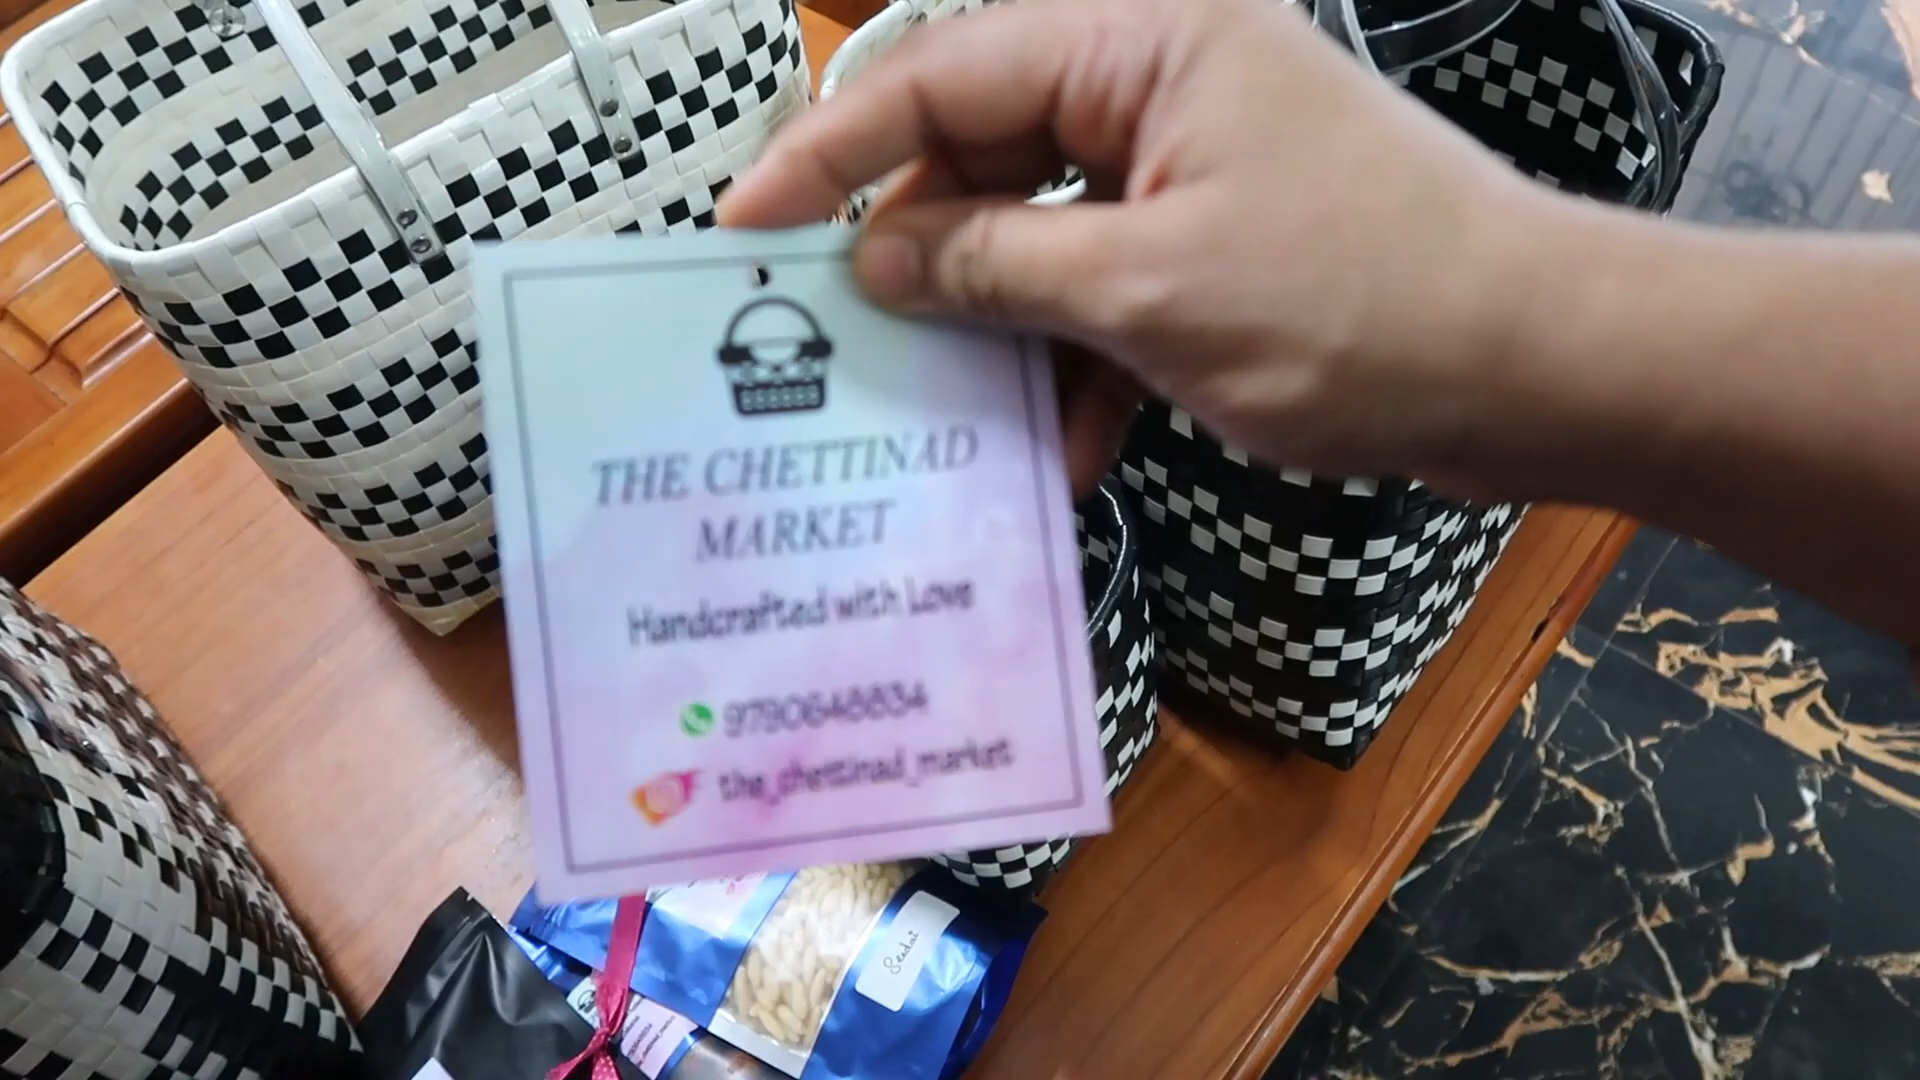 THE CHETTINAD
MARKET
Handcrafted with Love
9790648834
the_chettinad_market
Seedai